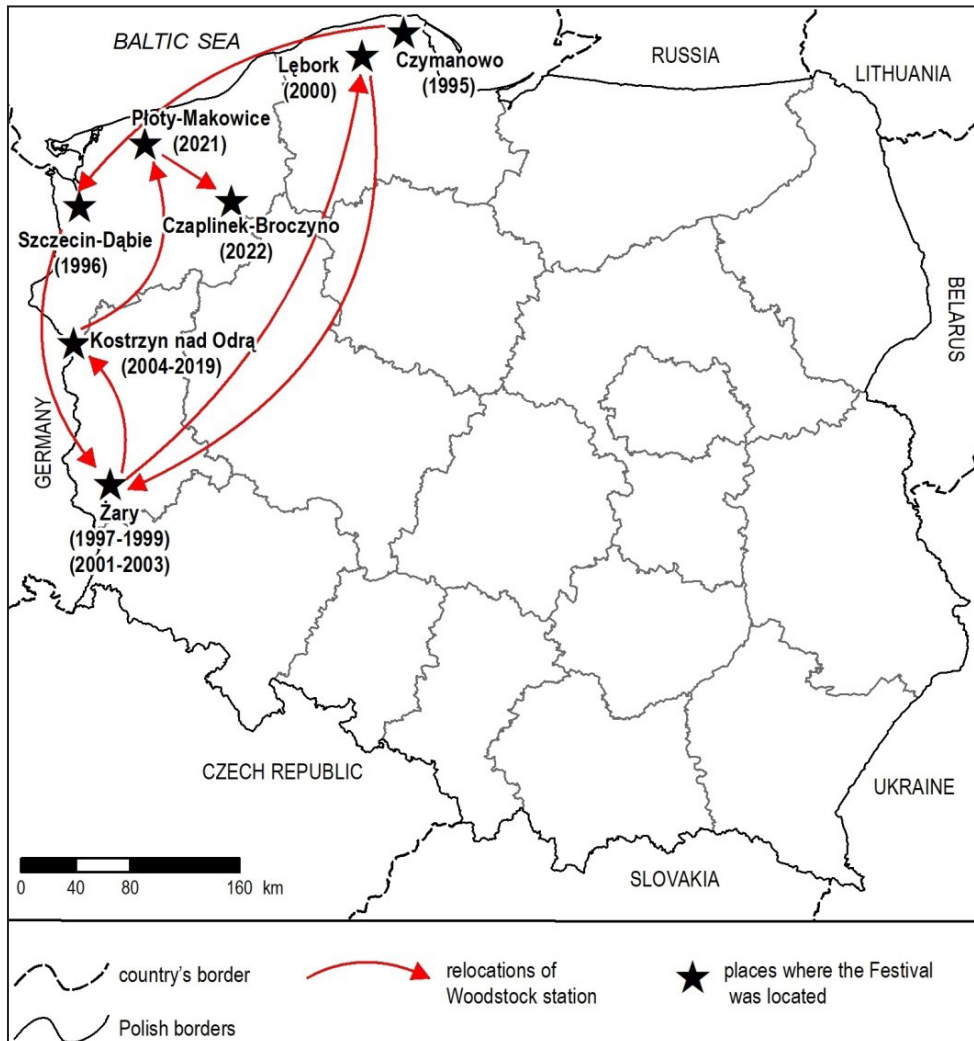 BALTIC SEA
RUSSIA
LITHUANIA
Lębork
(2000)
Czymanowo
(1995)
Płoty-Makowice
(2021)
Szczecin-Dąbie
(1996)
Czaplinek-Broczyno
(2022)
BELARUS
Kostrzyn nad Odrą
(2004-2019)
GERMANY
Żary
(1997-1999)
(2001-2003)
CZECH REPUBLIC
UKRAINE
SLOVAKIA
0 40 80 160 km
country's border
Polish borders
relocations of
Woodstock station
places where the Festival
was located